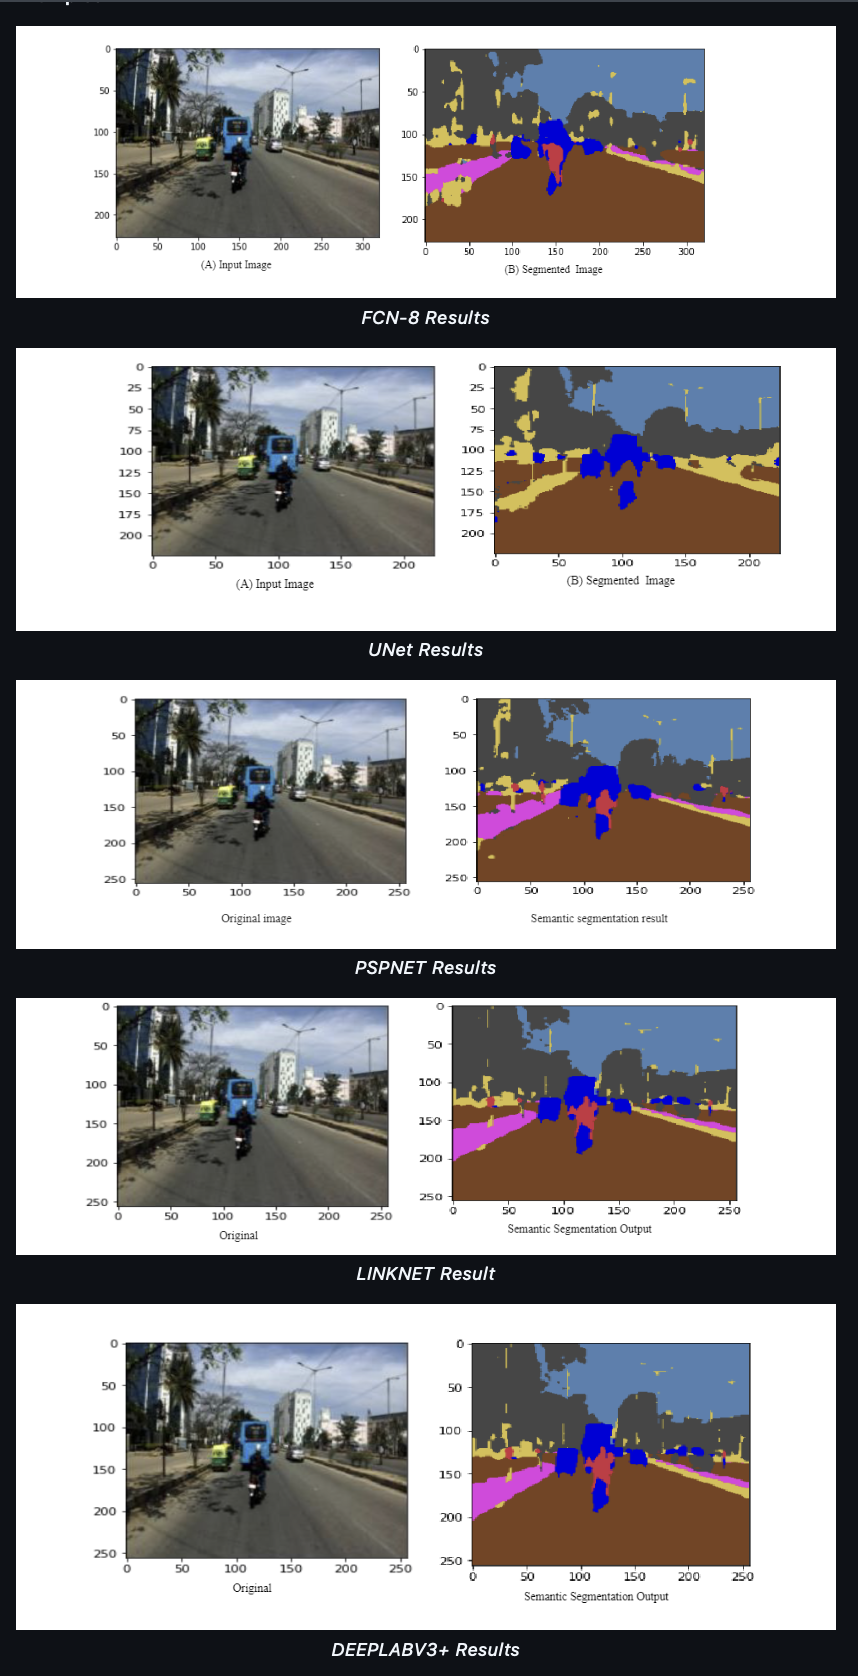 0
50
100
150
200
0 50 100 150 200 250 300
(A) Input Image
0
50
100
150
200
0 50 100 150 200 250 300
(B) Segmented Image
FCN-8 Results
0
25
50
75
100
125
150
175
200
0 50 100 150 200
(A) Input Image
0
25
50
75
100
125
150
175
200
0 50 100 150 200
(B) Segmented Image
UNet Results
0
50
100
150
200
250
0 50 100 150 200 250
Original image
0
50
100
150
200
250
0 50 100 150 200 250
Semantic segmentation result
PSPNET Results
0
50
100
150
200
250
0 50 100 150 200 250
Original
0
50
100
150
200
250
0 50 100 150 200 250
Semantic Segmentation Output
LINKNET Result
0
50
100
150
200
250
0 50 100 150 200 250
Original
0
50
100
150
200
250
0 50 100 150 200 250
Semantic Segmentation Output
DEEPLABV3+ Results